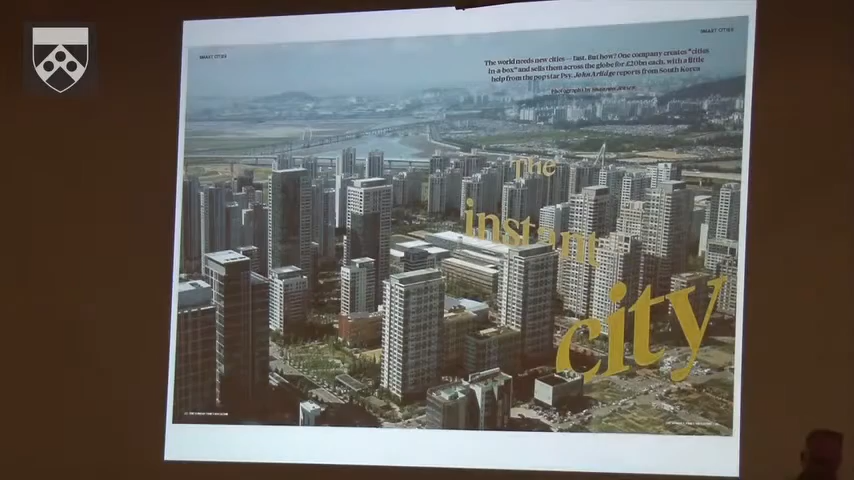 SMART CITIES
SMART CITIES
The world needs new cities — fast. But how? One company creates "cities
in a box" and sells them across the globe for £20bn each, with a little
help from the pop star Psy. John Arlidge reports from South Korea
The
instant
city